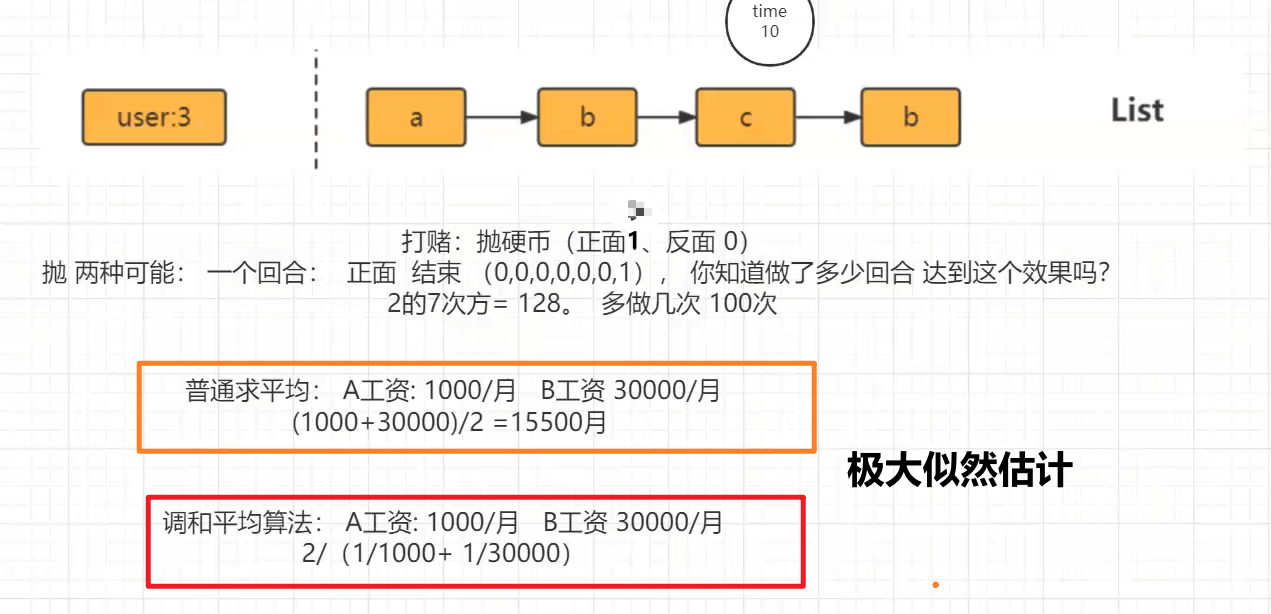 time
10
user:3
a
b
c
b
List
打赌：抛硬币（正面1、反面 0）
抛 两种可能： 一个回合： 正面 结束 （0,0,0,0,0,0,1）， 你知道做了多少回合 达到这个效果吗？
2的7次方= 128。 多做几次 100次
普通求平均： A工资: 1000/月 B工资 30000/月
(1000+30000)/2 =15500月
极大似然估计
调和平均算法： A工资: 1000/月 B工资 30000/月
2/（1/1000+ 1/30000）